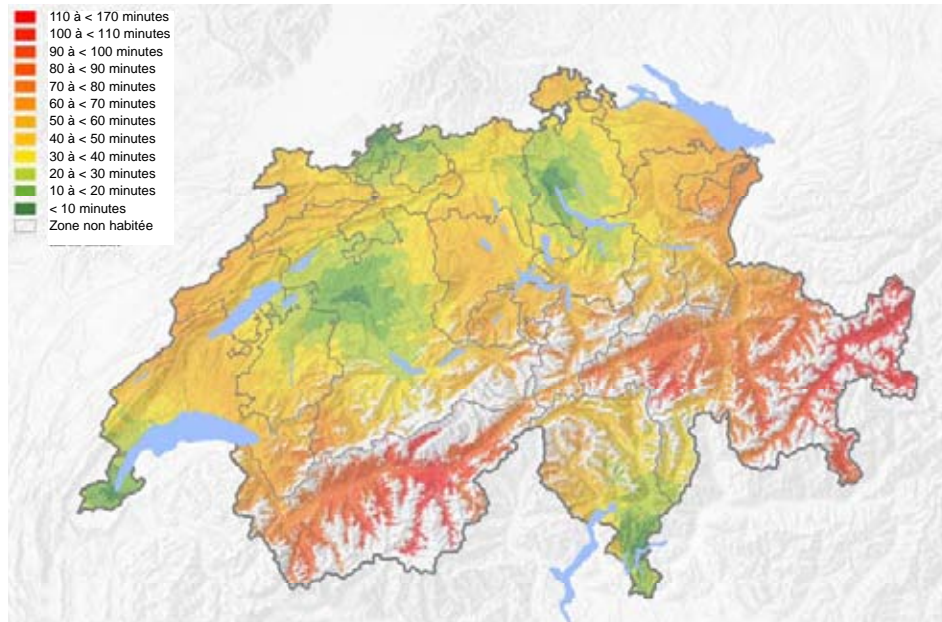 110 à < 170 minutes
100 à < 110 minutes
90 à < 100 minutes
80 à < 90 minutes
70 à < 80 minutes
60 à < 70 minutes
50 à < 60 minutes
40 à < 50 minutes
30 à < 40 minutes
20 à < 30 minutes
10 à < 20 minutes
< 10 minutes
Zone non habitée